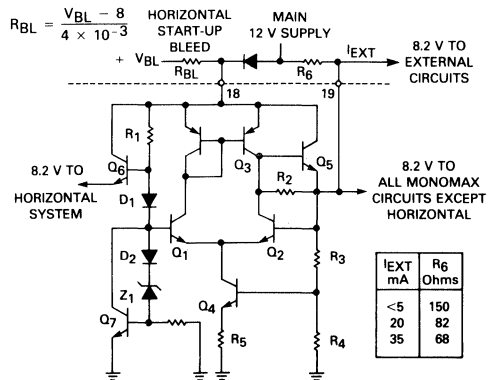 R_BL = (V_BL − 8) / (4 × 10⁻³)
HORIZONTAL START-UP BLEED
MAIN 12 V SUPPLY
+ V_BL
R_BL
R₆
I_EXT
8.2 V TO EXTERNAL CIRCUITS
18
19
R₁
Q₆
Q₃
Q₅
8.2 V TO HORIZONTAL SYSTEM
D₁
R₂
8.2 V TO ALL MONOMAX CIRCUITS EXCEPT HORIZONTAL
Q₁
Q₂
D₂
R₃
Z₁
Q₄
Q₇
R₅
R₄
I_EXT mA R₆ Ohms
<5 150
20 82
35 68